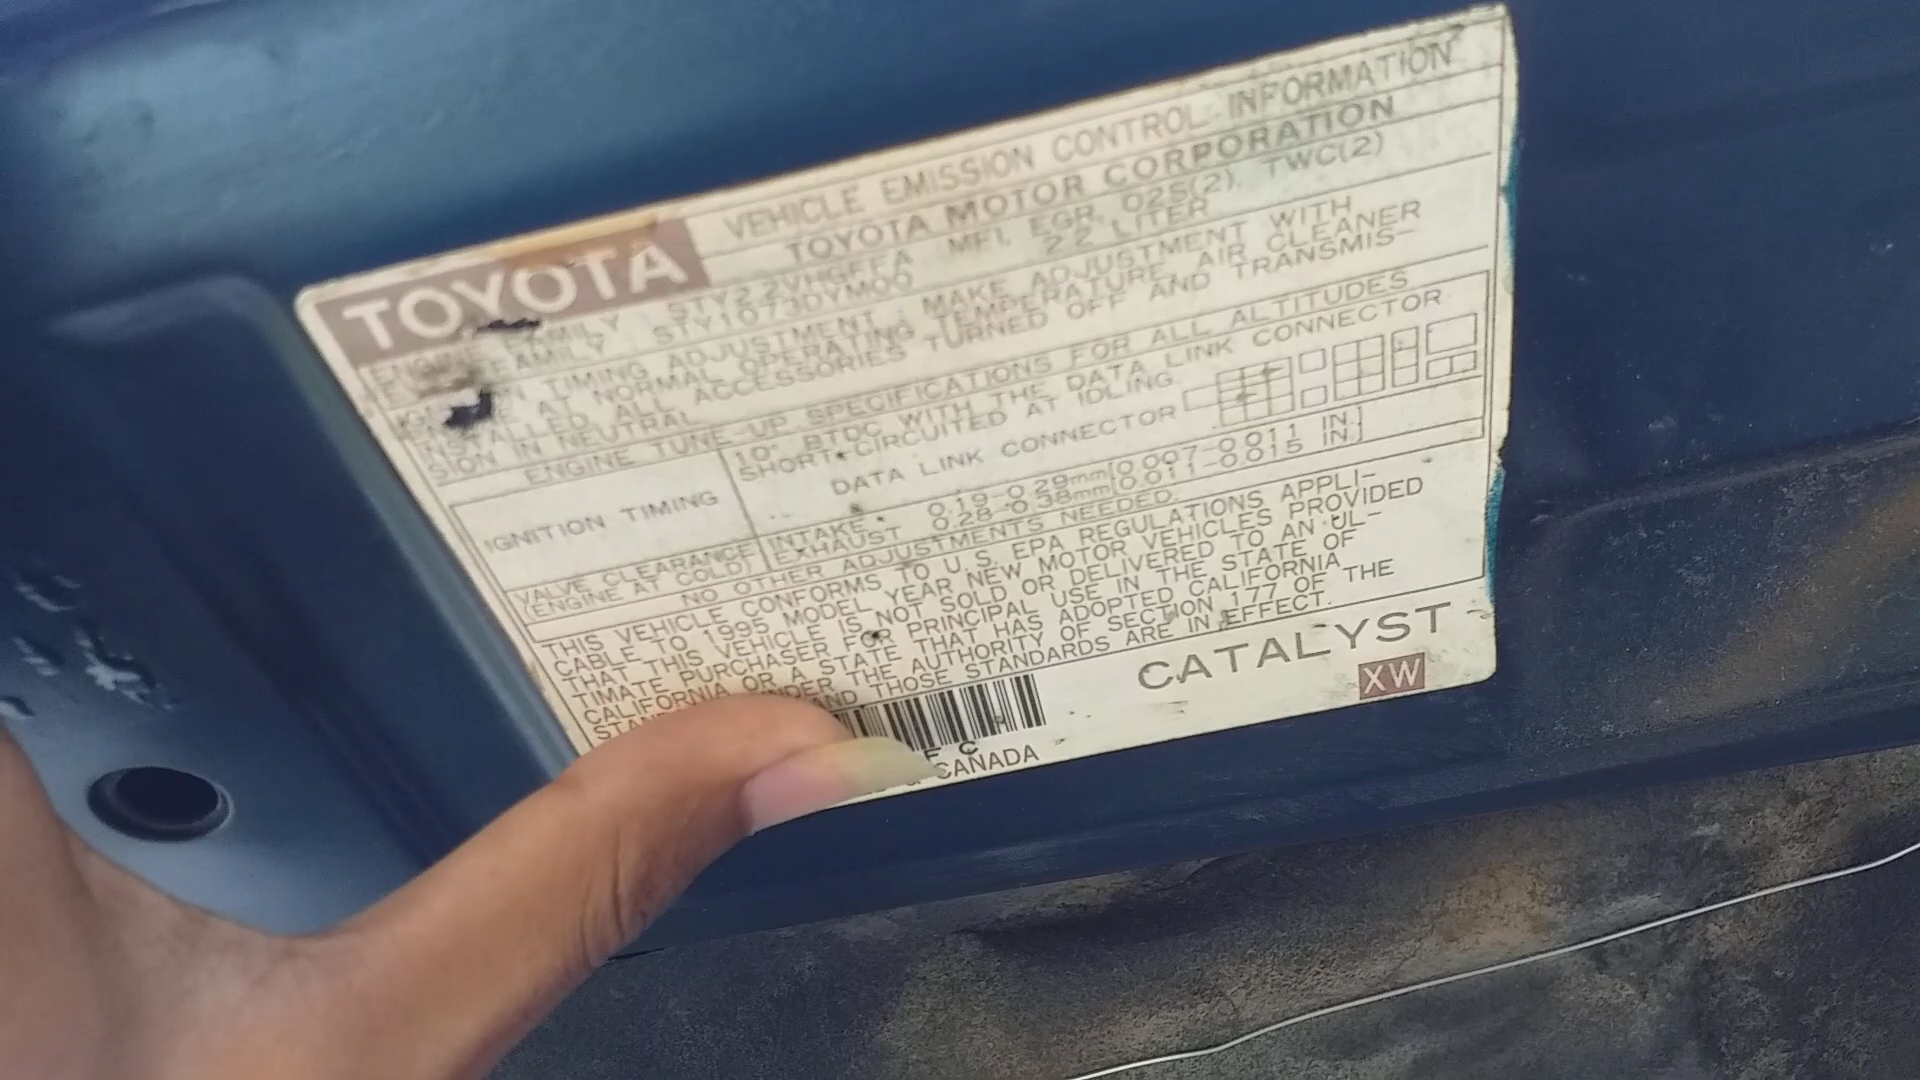 TOYOTA
VEHICLE EMISSION CONTROL INFORMATION
TOYOTA MOTOR CORPORATION
ENGINE FAMILY STY2.2VHGFFA MFI, EGR, O2S(2), TWC(2)
FAMILY STY1073DYMOO 2.2 LITER
TIMING ADJUSTMENT : MAKE ADJUSTMENT WITH
AT NORMAL OPERATING TEMPERATURE, AIR CLEANER
INSTALLED, ALL ACCESSORIES TURNED OFF AND TRANSMIS-
SION IN NEUTRAL
ENGINE TUNE-UP SPECIFICATIONS FOR ALL ALTITUDES
IGNITION TIMING
10° BTDC WITH THE DATA LINK CONNECTOR
SHORT-CIRCUITED AT IDLING.
DATA LINK CONNECTOR
VALVE CLEARANCE
(ENGINE AT COLD)
INTAKE 0.19-0.29mm[0.007-0.011 IN.]
EXHAUST 0.28-0.38mm[0.011-0.015 IN.]
NO OTHER ADJUSTMENTS NEEDED.
THIS VEHICLE CONFORMS TO U.S. EPA REGULATIONS APPLI-
CABLE TO 1995 MODEL YEAR NEW MOTOR VEHICLES PROVIDED
THAT THIS VEHICLE IS NOT SOLD OR DELIVERED TO AN UL-
TIMATE PURCHASER FOR PRINCIPAL USE IN THE STATE OF
CALIFORNIA OR A STATE THAT HAS ADOPTED CALIFORNIA
THE AUTHORITY OF SECTION 177 OF THE
AND THOSE STANDARDS ARE IN EFFECT.
CATALYST
XW
F C
CANADA